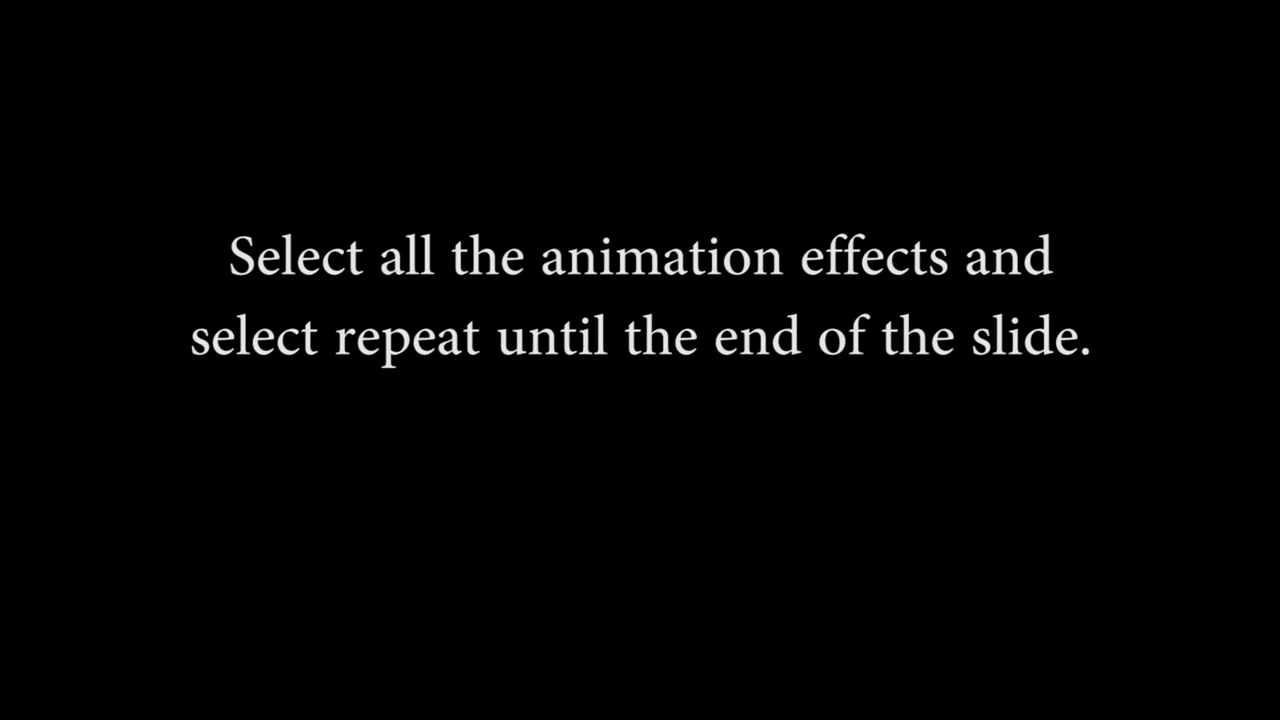 Select all the animation effects and
select repeat until the end of the slide.